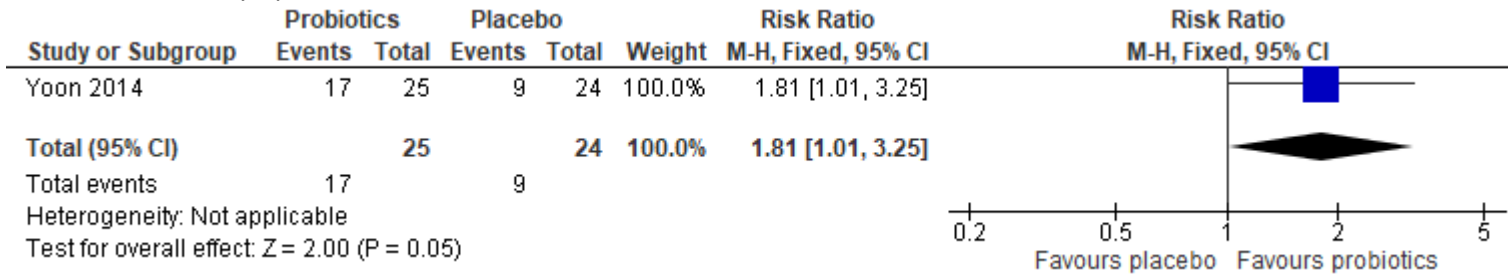 Probiotics Placebo Risk Ratio Risk Ratio
Study or Subgroup Events Total Events Total Weight M-H, Fixed, 95% CI M-H, Fixed, 95% CI
Yoon 2014 17 25 9 24 100.0% 1.81 [1.01, 3.25]
Total (95% CI) 25 24 100.0% 1.81 [1.01, 3.25]
Total events 17 9
Heterogeneity: Not applicable
Test for overall effect: Z = 2.00 (P = 0.05)
0.2 0.5 1 2 5
Favours placebo Favours probiotics